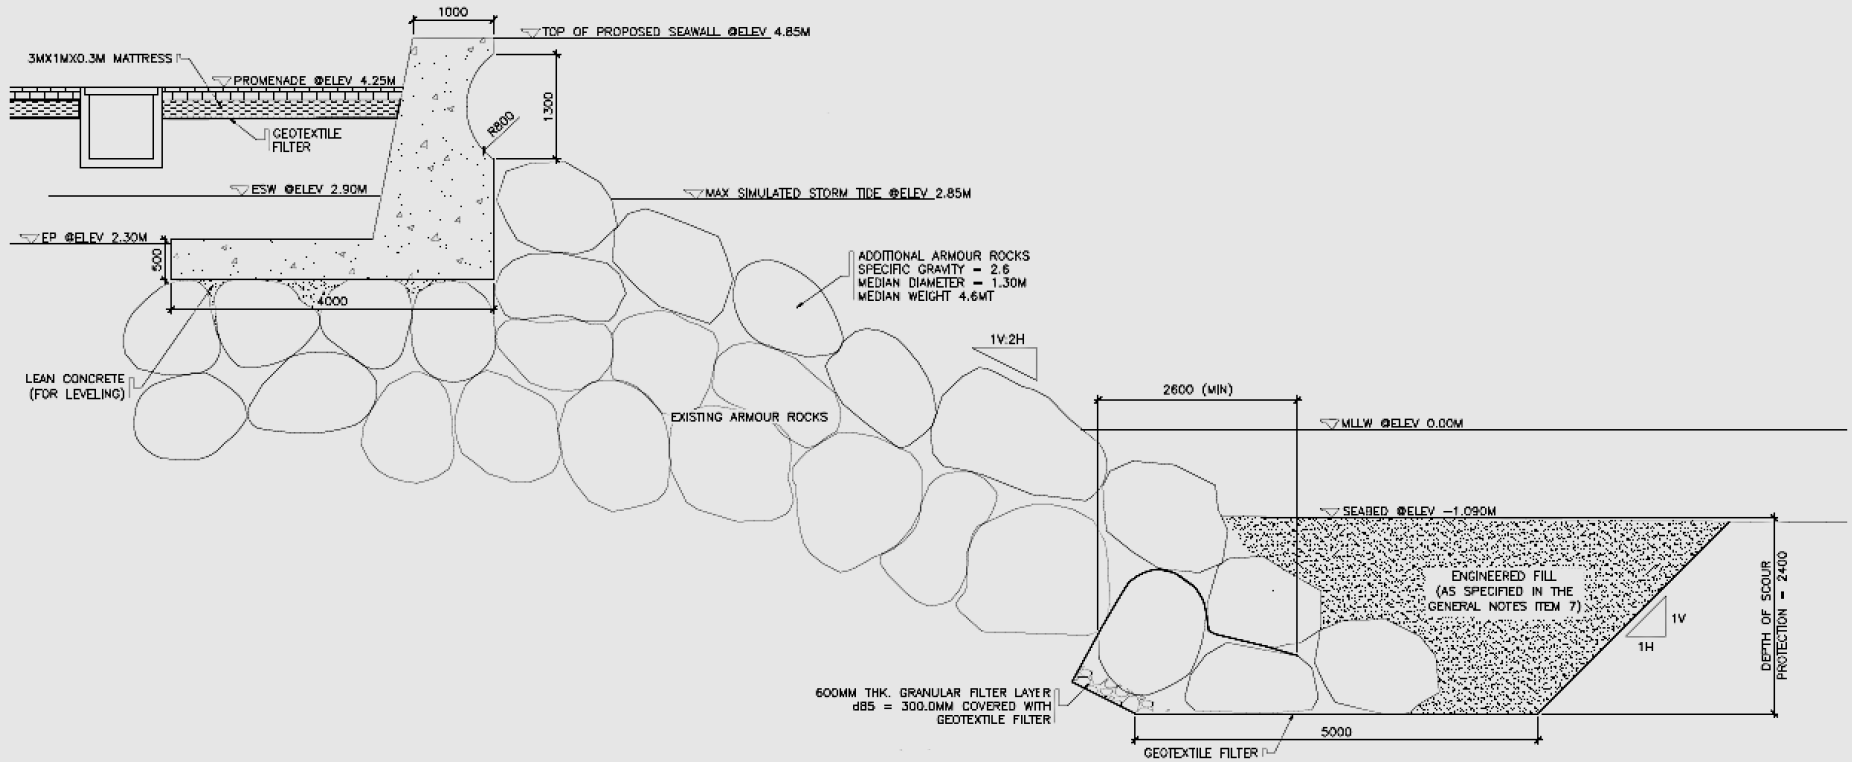 1000
TOP OF PROPOSED SEAWALL @ELEV 4.85M
3MX1MX0.3M MATTRESS
PROMENADE @ELEV 4.25M
1300
R800
GEOTEXTILE
FILTER
ESW @ELEV 2.90M
MAX SIMULATED STORM TIDE @ELEV 2.85M
EP @ELEV 2.30M
500
ADDITIONAL ARMOUR ROCKS
SPECIFIC GRAVITY = 2.6
MEDIAN DIAMETER = 1.30M
MEDIAN WEIGHT 4.6MT
4000
1V:2H
LEAN CONCRETE
(FOR LEVELING)
2600 (MIN)
EXISTING ARMOUR ROCKS
MLLW @ELEV 0.00M
SEABED @ELEV -1.090M
ENGINEERED FILL
(AS SPECIFIED IN THE
GENERAL NOTES ITEM 7)
1V
1H
DEPTH OF SCOUR
PROTECTION = 2400
600MM THK. GRANULAR FILTER LAYER
d85 = 300.0MM COVERED WITH
GEOTEXTILE FILTER
5000
GEOTEXTILE FILTER